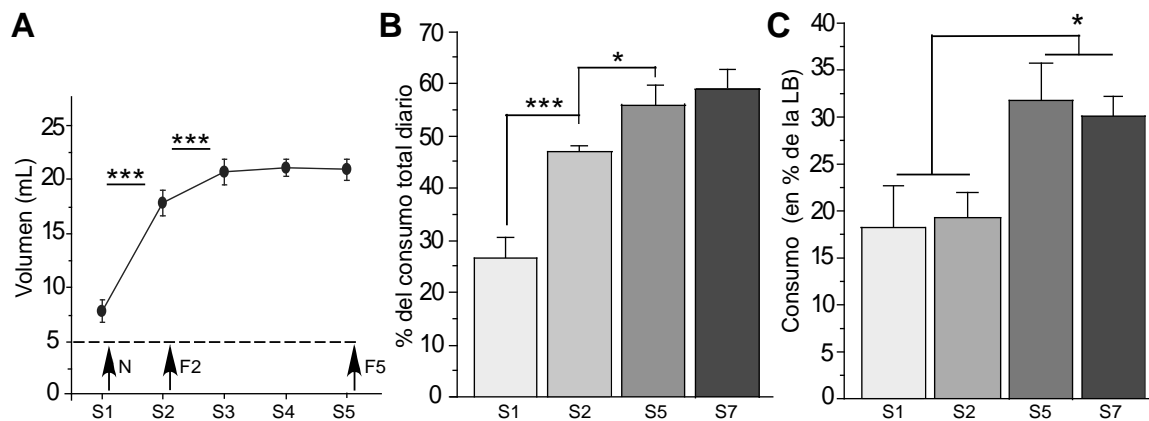 A
Volumen (mL)
25
20
15
10
5
0
***
***
N
F2
F5
S1 S2 S3 S4 S5
B
% del consumo total diario
70
60
50
40
30
20
10
0
***
*
S1 S2 S5 S7
C
Consumo (en % de la LB)
40
35
30
25
20
15
10
5
0
*
S1 S2 S5 S7